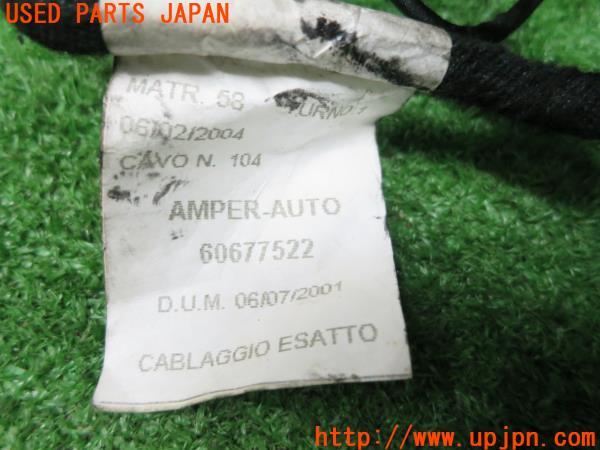 USED PARTS JAPAN
MATR. 58 TURNO
06/02/2004
CAVO N. 104
AMPER-AUTO
60677522
D.U.M. 06/07/2001
CABLAGGIO ESATTO
http://www.upjpn.com/